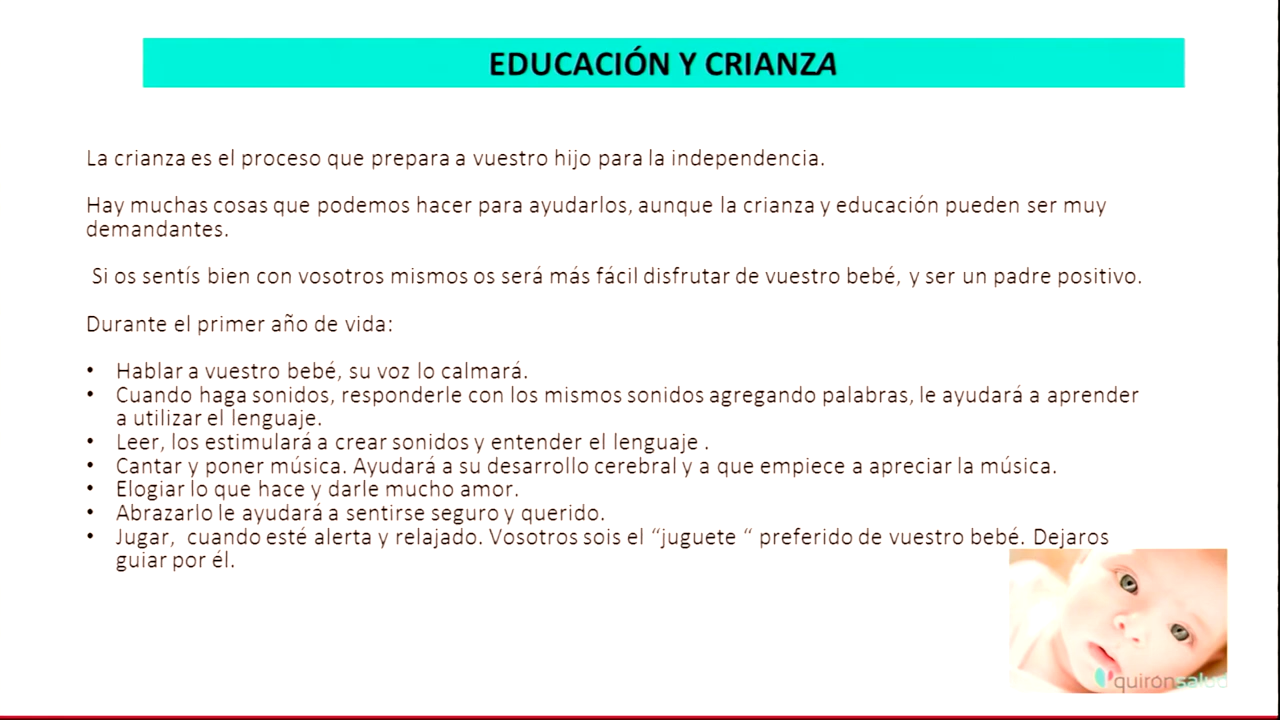 EDUCACIÓN Y CRIANZA
La crianza es el proceso que prepara a vuestro hijo para la independencia.
Hay muchas cosas que podemos hacer para ayudarlos, aunque la crianza y educación pueden ser muy
demandantes.
Si os sentís bien con vosotros mismos os será más fácil disfrutar de vuestro bebé, y ser un padre positivo.
Durante el primer año de vida:
• Hablar a vuestro bebé, su voz lo calmará.
• Cuando haga sonidos, responderle con los mismos sonidos agregando palabras, le ayudará a aprender
a utilizar el lenguaje.
• Leer, los estimulará a crear sonidos y entender el lenguaje .
• Cantar y poner música. Ayudará a su desarrollo cerebral y a que empiece a apreciar la música.
• Elogiar lo que hace y darle mucho amor.
• Abrazarlo le ayudará a sentirse seguro y querido.
• Jugar, cuando esté alerta y relajado. Vosotros sois el “juguete “ preferido de vuestro bebé. Dejaros
guiar por él.
quirónsalud